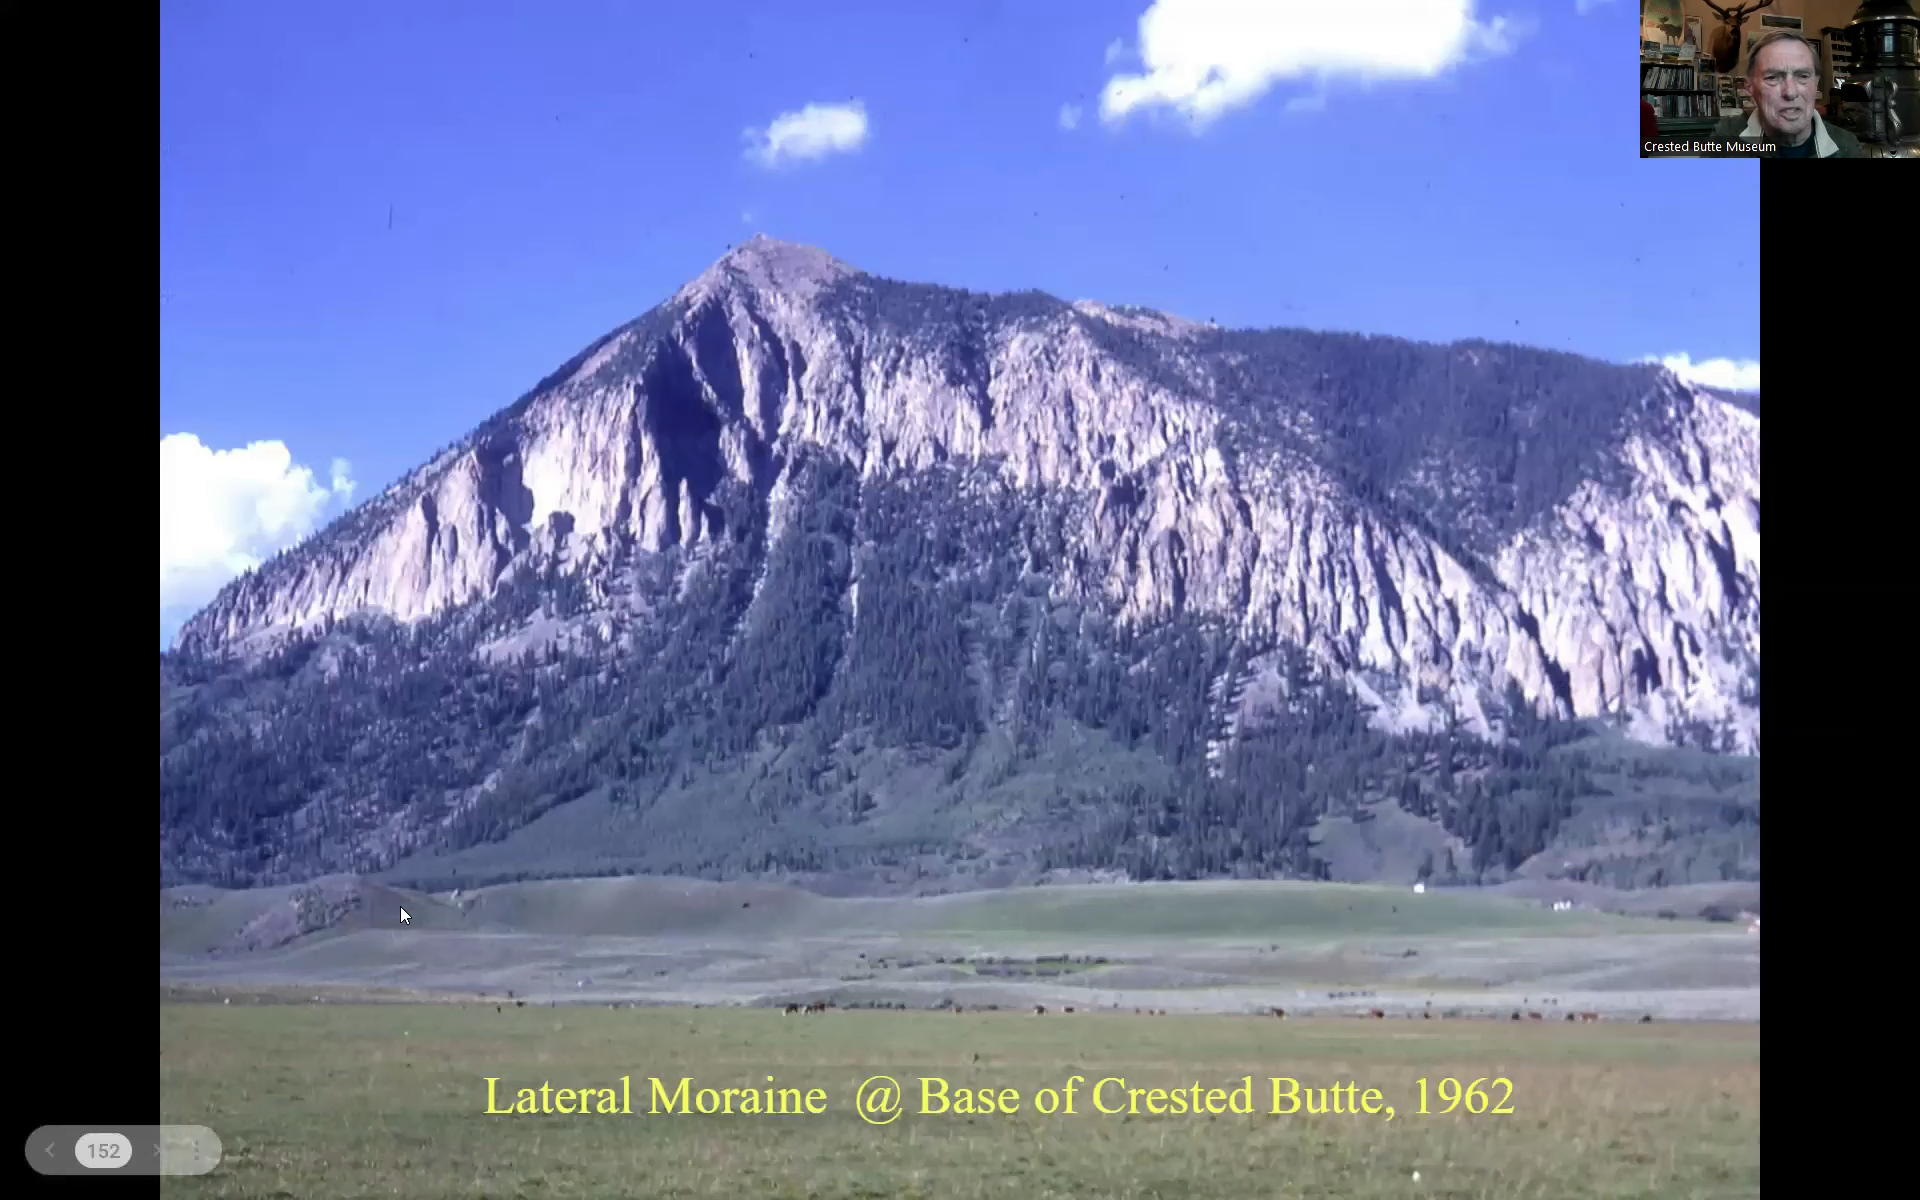 Crested Butte Museum
Lateral Moraine @ Base of Crested Butte, 1962
152